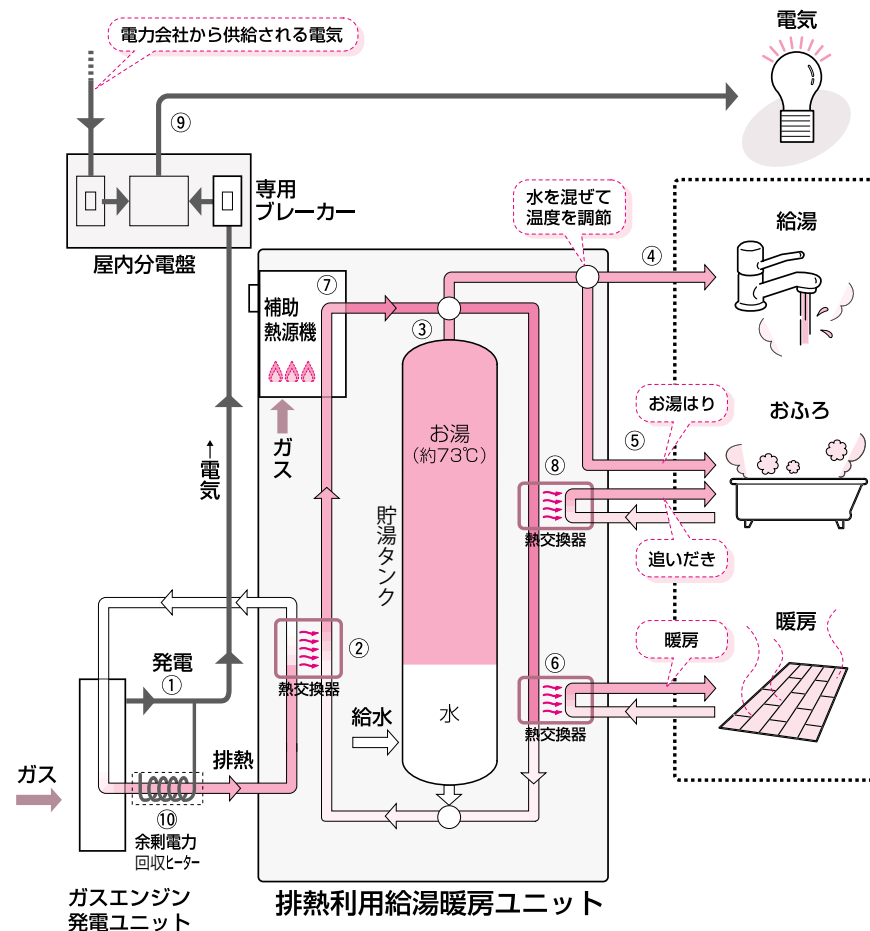 電力会社から供給される電気
電気
⑨
専用
ブレーカー
屋内分電盤
水を混ぜて
温度を調節
④
給湯
⑦
補助
熱源機
③
ガス
お湯
(約73℃)
お湯はり
⑤
おふろ
←電気
⑧
熱交換器
追いだき
貯湯タンク
②
熱交換器
暖房
暖房
⑥
熱交換器
発電
①
給水
水
排熱
ガス
⑩
余剰電力
回収ヒーター
ガスエンジン
発電ユニット
排熱利用給湯暖房ユニット